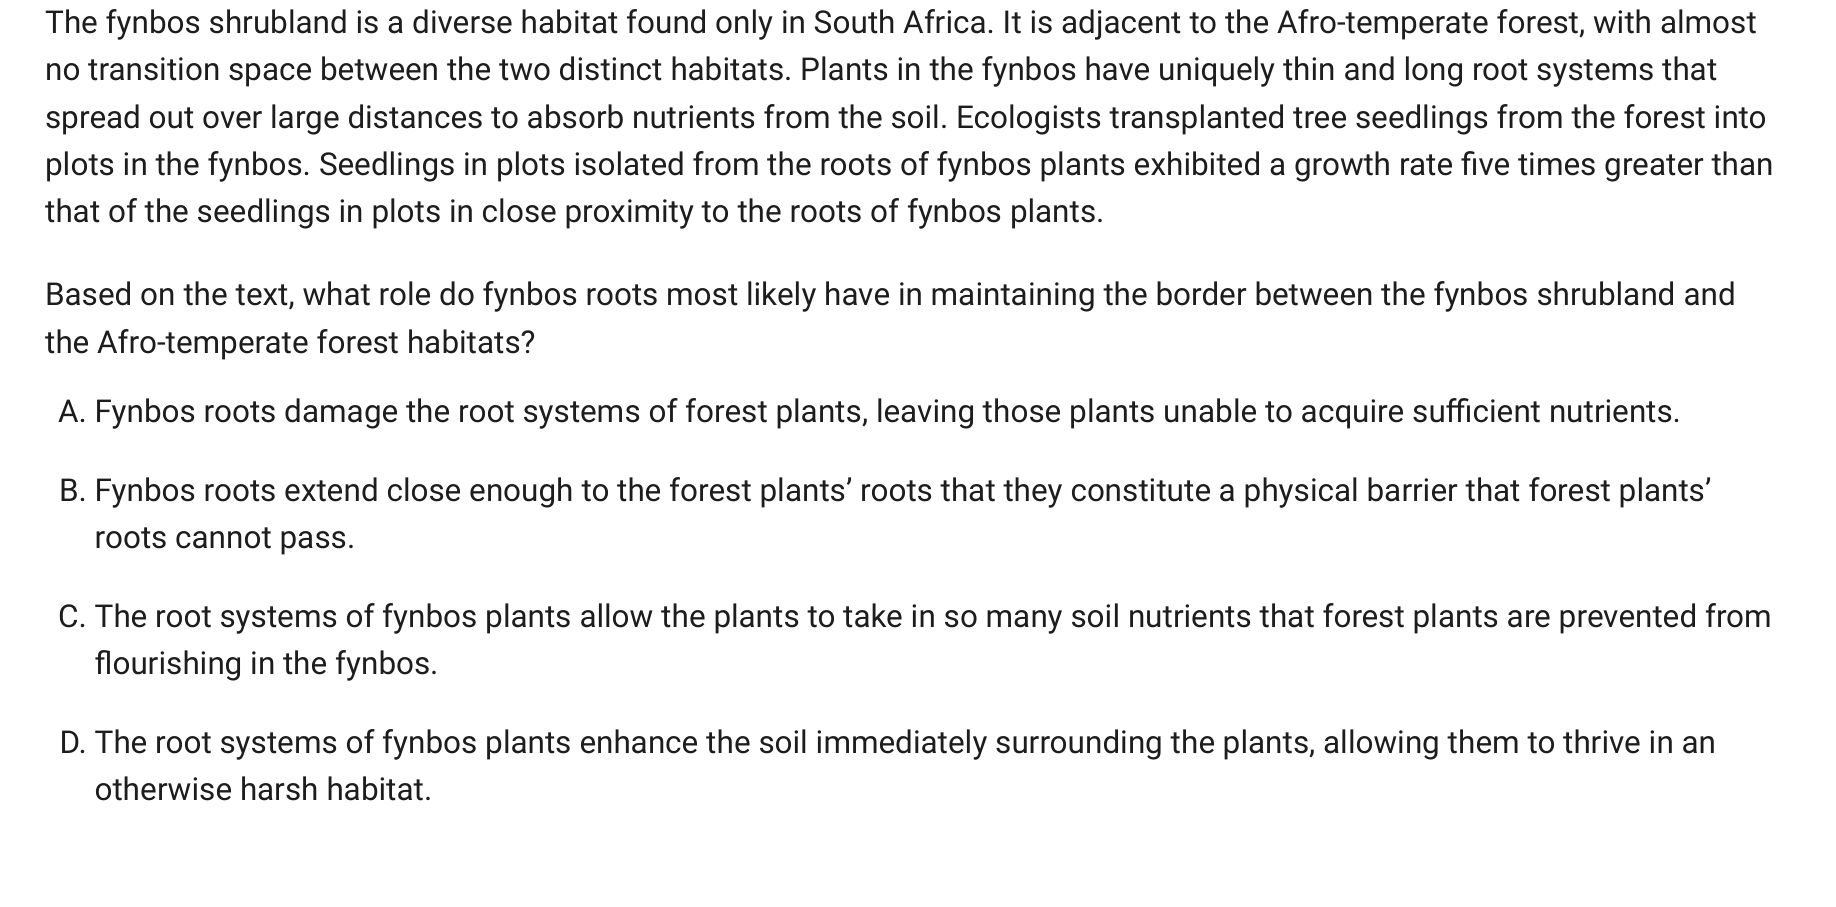 The fynbos shrubland is a diverse habitat found only in South Africa. It is adjacent to the Afro-temperate forest, with almost
no transition space between the two distinct habitats. Plants in the fynbos have uniquely thin and long root systems that
spread out over large distances to absorb nutrients from the soil. Ecologists transplanted tree seedlings from the forest into
plots in the fynbos. Seedlings in plots isolated from the roots of fynbos plants exhibited a growth rate five times greater than
that of the seedlings in plots in close proximity to the roots of fynbos plants.
Based on the text, what role do fynbos roots most likely have in maintaining the border between the fynbos shrubland and
the Afro-temperate forest habitats?
A. Fynbos roots damage the root systems of forest plants, leaving those plants unable to acquire sufficient nutrients.
B. Fynbos roots extend close enough to the forest plants’ roots that they constitute a physical barrier that forest plants’
roots cannot pass.
C. The root systems of fynbos plants allow the plants to take in so many soil nutrients that forest plants are prevented from
flourishing in the fynbos.
D. The root systems of fynbos plants enhance the soil immediately surrounding the plants, allowing them to thrive in an
otherwise harsh habitat.